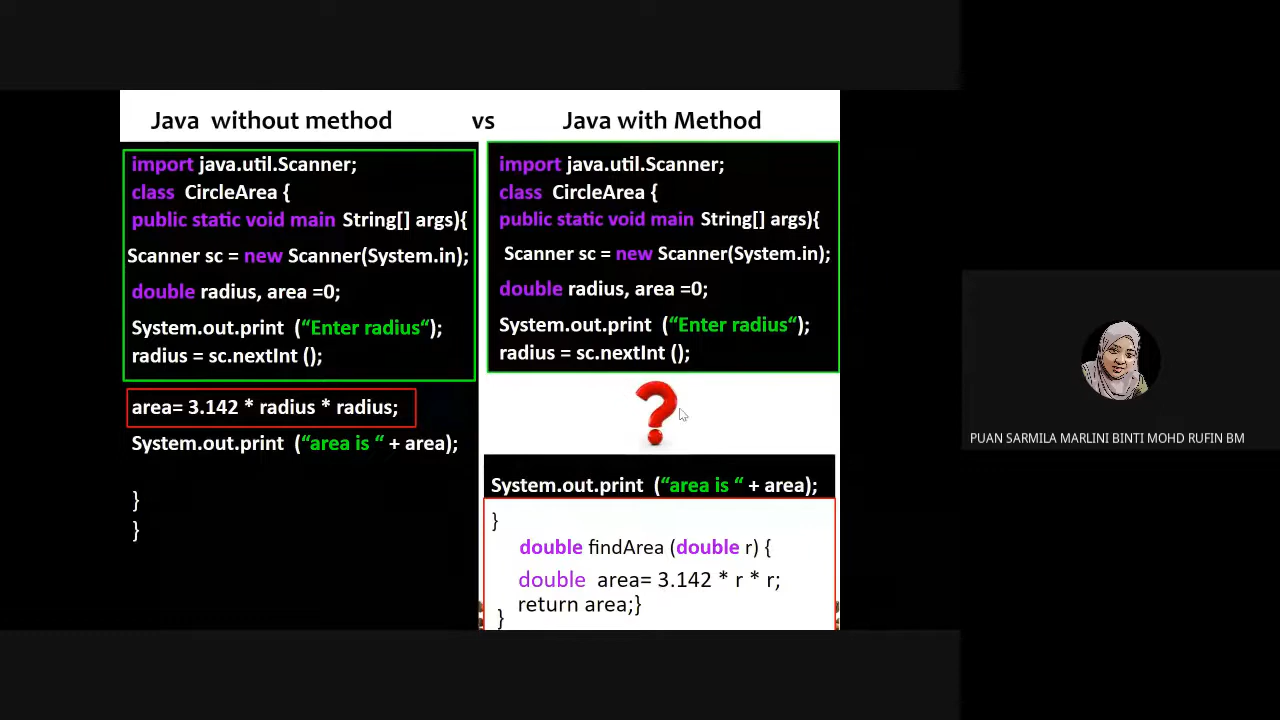 Java without method vs Java with Method
import java.util.Scanner;
class CircleArea {
public static void main String[] args){
Scanner sc = new Scanner(System.in);
double radius, area =0;
System.out.print (“Enter radius“);
radius = sc.nextInt ();
area= 3.142 * radius * radius;
System.out.print (“area is “ + area);
}
}
import java.util.Scanner;
class CircleArea {
public static void main String[] args){
Scanner sc = new Scanner(System.in);
double radius, area =0;
System.out.print (“Enter radius“);
radius = sc.nextInt ();
?
System.out.print (“area is “ + area);
}
double findArea (double r) {
double area= 3.142 * r * r;
return area;}
}
PUAN SARMILA MARLINI BINTI MOHD RUFIN BM